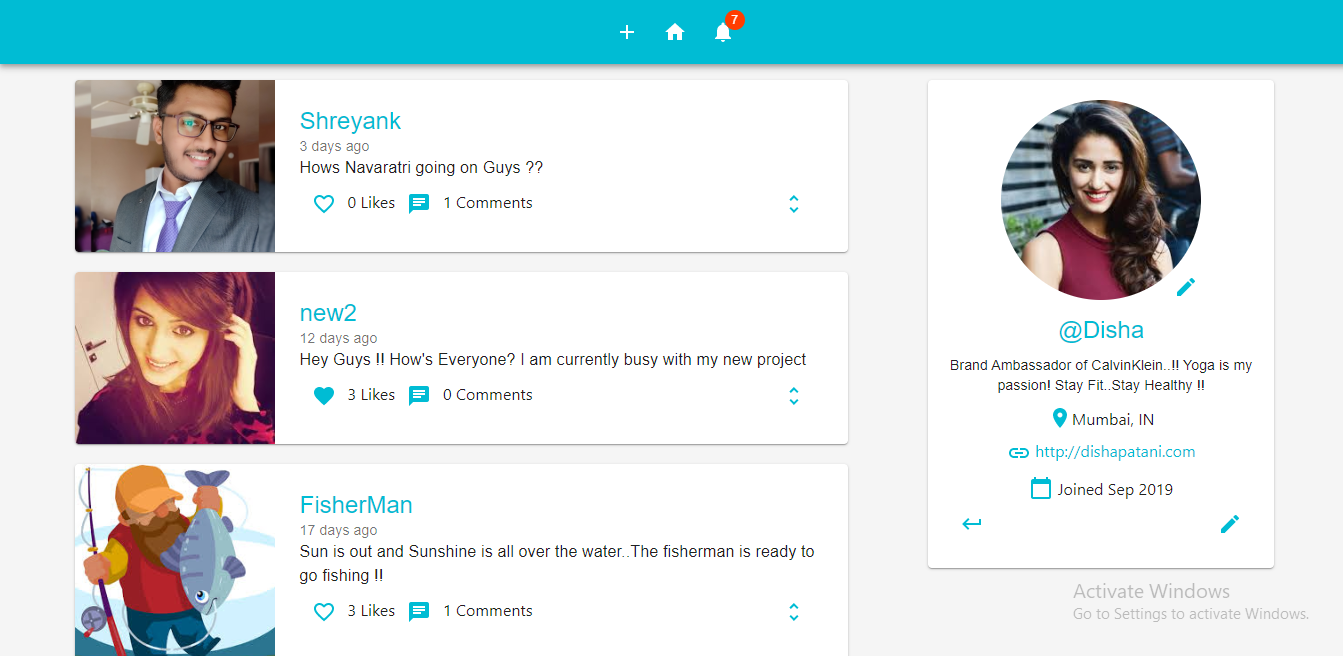 7
Shreyank
3 days ago
Hows Navaratri going on Guys ??
0 Likes 1 Comments
new2
12 days ago
Hey Guys !! How's Everyone? I am currently busy with my new project
3 Likes 0 Comments
FisherMan
17 days ago
Sun is out and Sunshine is all over the water..The fisherman is ready to
go fishing !!
3 Likes 1 Comments
@Disha
Brand Ambassador of CalvinKlein..!! Yoga is my
passion! Stay Fit..Stay Healthy !!
Mumbai, IN
http://dishapatani.com
Joined Sep 2019
Activate Windows
Go to Settings to activate Windows.